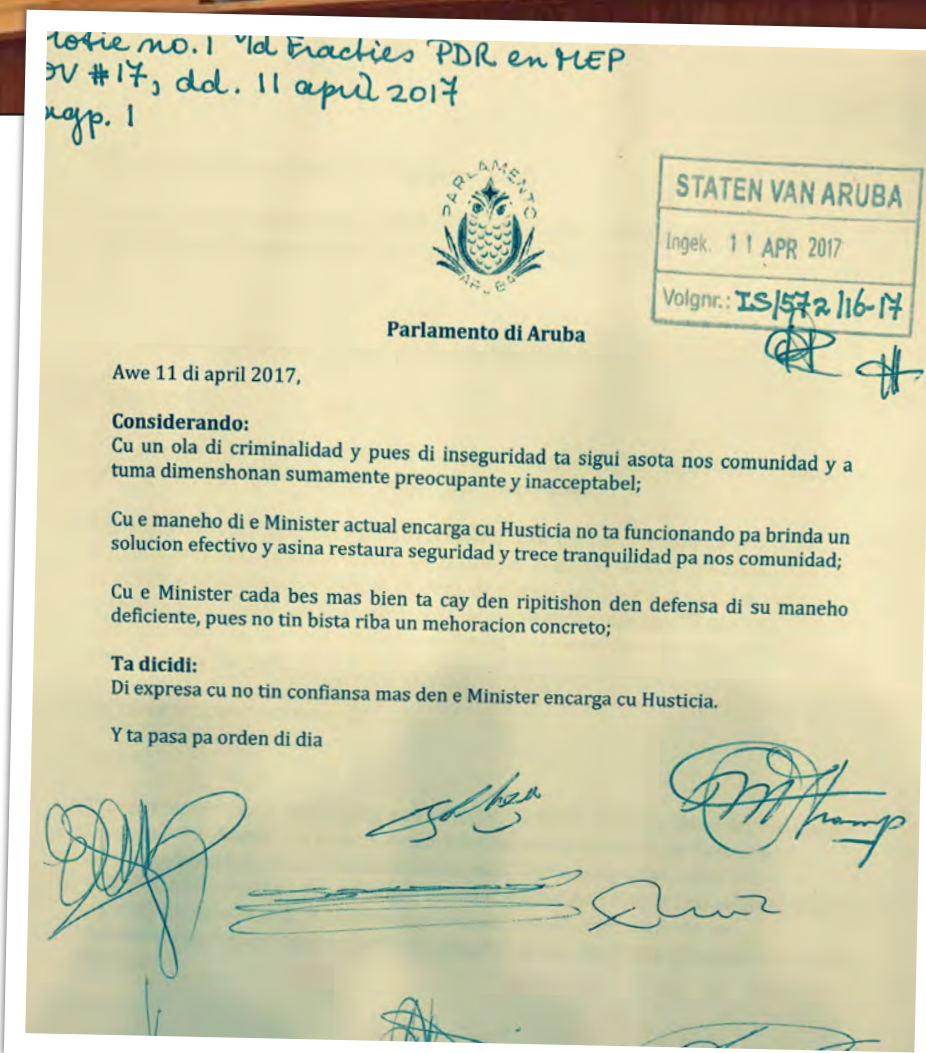 otie no. 1 vld Fracties PDR en MEP
OV #17, dd. 11 april 2017
agp. 1
PARLAMENTO
ARUBA
STATEN VAN ARUBA
Ingek. 11 APR 2017
Volgnr.: IS/572/16-17
Parlamento di Aruba
Awe 11 di april 2017,
Considerando:
Cu un ola di criminalidad y pues di inseguridad ta sigui asota nos comunidad y a
tuma dimenshonan sumamente preocupante y inacceptabel;
Cu e maneho di e Minister actual encarga cu Husticia no ta funcionando pa brinda un
solucion efectivo y asina restaura seguridad y trece tranquilidad pa nos comunidad;
Cu e Minister cada bes mas bien ta cay den ripitishon den defensa di su maneho
deficiente, pues no tin bista riba un mehoracion concreto;
Ta dicidi:
Di expresa cu no tin confiansa mas den e Minister encarga cu Husticia.
Y ta pasa pa orden di dia